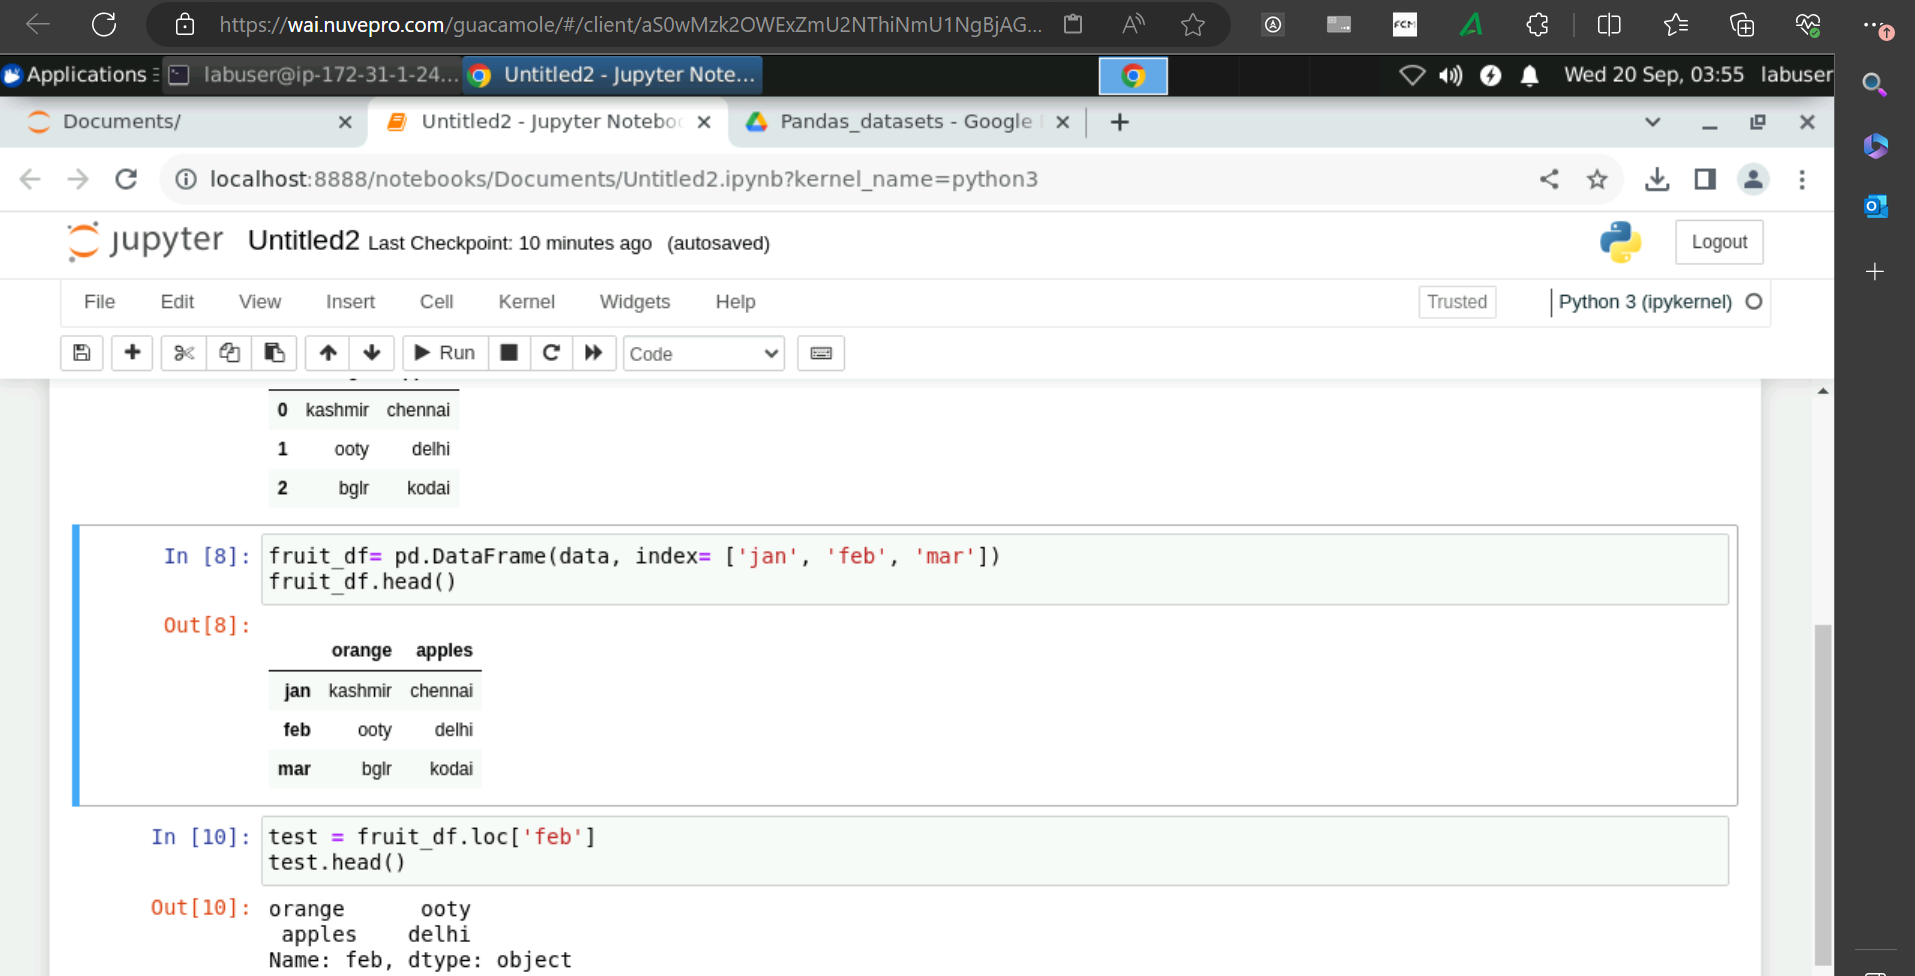 https://wai.nuvepro.com/guacamole/#/client/aS0wMzk2OWExZmU2NThiNmU1NgBjAG...
FCM
Applications
labuser@ip-172-31-1-24...
Untitled2 - Jupyter Note...
Wed 20 Sep, 03:55 labuser
Documents/
Untitled2 - Jupyter Noteboo
Pandas_datasets - Google
localhost:8888/notebooks/Documents/Untitled2.ipynb?kernel_name=python3
jupyter Untitled2 Last Checkpoint: 10 minutes ago (autosaved)
Logout
File Edit View Insert Cell Kernel Widgets Help
Trusted
Python 3 (ipykernel)
Run
Code
0 kashmir chennai
1 ooty delhi
2 bglr kodai
In [8]: fruit_df= pd.DataFrame(data, index= ['jan', 'feb', 'mar'])
fruit_df.head()
Out[8]:
orange apples
jan kashmir chennai
feb ooty delhi
mar bglr kodai
In [10]: test = fruit_df.loc['feb']
test.head()
Out[10]: orange ooty
apples delhi
Name: feb, dtype: object